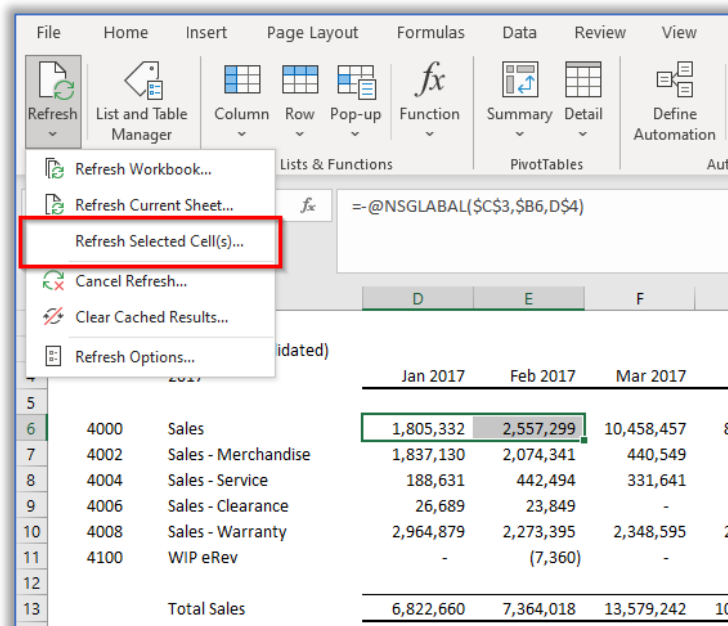 File Home Insert Page Layout Formulas Data Review View
Refresh List and Table Manager Column Row Pop-up Function Summary Detail Define Automation
Lists & Functions PivotTables Aut
Refresh Workbook...
Refresh Current Sheet...
fx =-@NSGLABAL($C$3,$B6,D$4)
Refresh Selected Cell(s)...
Cancel Refresh...
Clear Cached Results...
Refresh Options...
D E F
idated)
4 2017 Jan 2017 Feb 2017 Mar 2017
5
6 4000 Sales 1,805,332 2,557,299 10,458,457 8
7 4002 Sales - Merchandise 1,837,130 2,074,341 440,549
8 4004 Sales - Service 188,631 442,494 331,641
9 4006 Sales - Clearance 26,689 23,849 -
10 4008 Sales - Warranty 2,964,879 2,273,395 2,348,595 2
11 4100 WIP eRev - (7,360) -
12
13 Total Sales 6,822,660 7,364,018 13,579,242 10